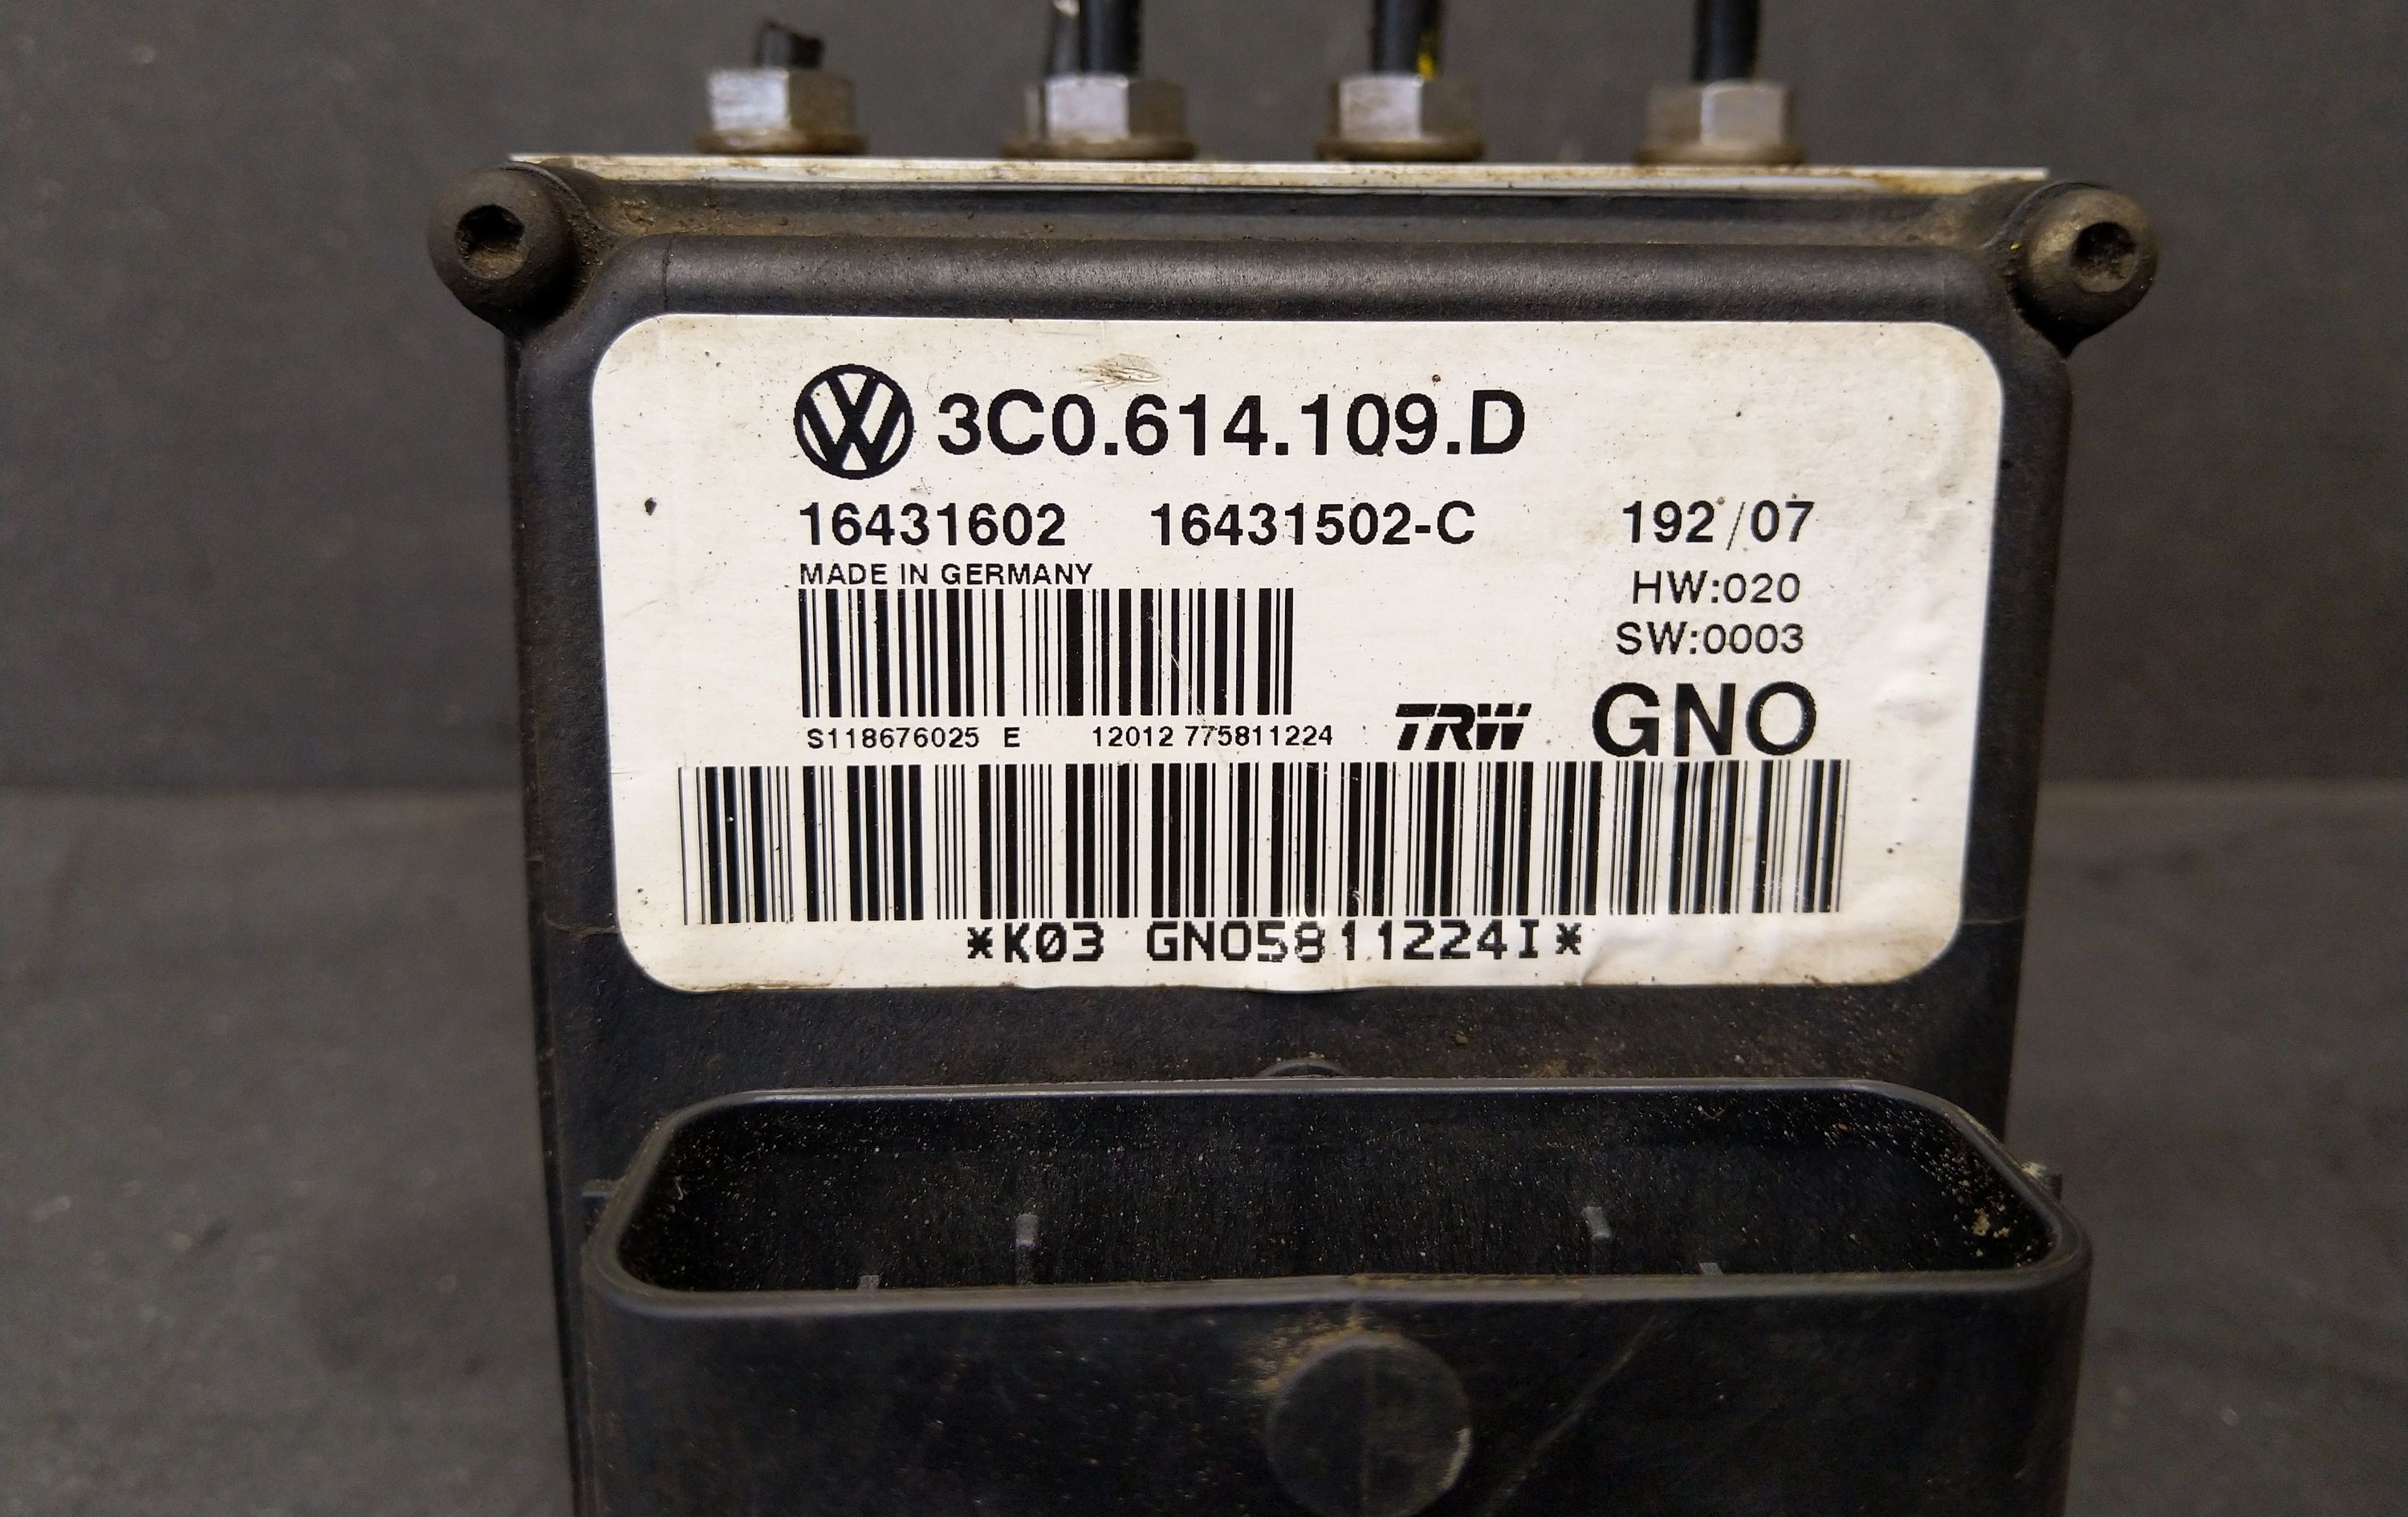 3C0.614.109.D
16431602 16431502-C 192/07
MADE IN GERMANY
HW:020
SW:0003
S118676025 E 12012 775811224 TRW GNO
*K03 GNO5811224I*